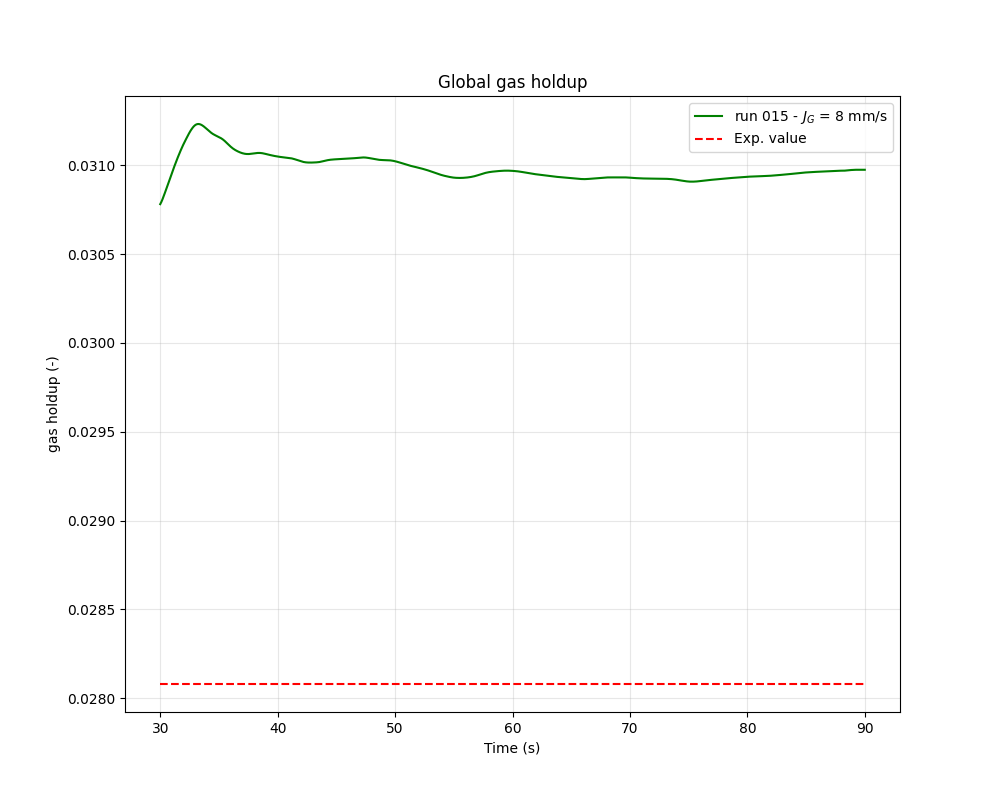 Global gas holdup
run 015 - J_G = 8 mm/s
Exp. value
0.0310
0.0305
0.0300
0.0295
0.0290
0.0285
0.0280
gas holdup (-)
30 40 50 60 70 80 90
Time (s)